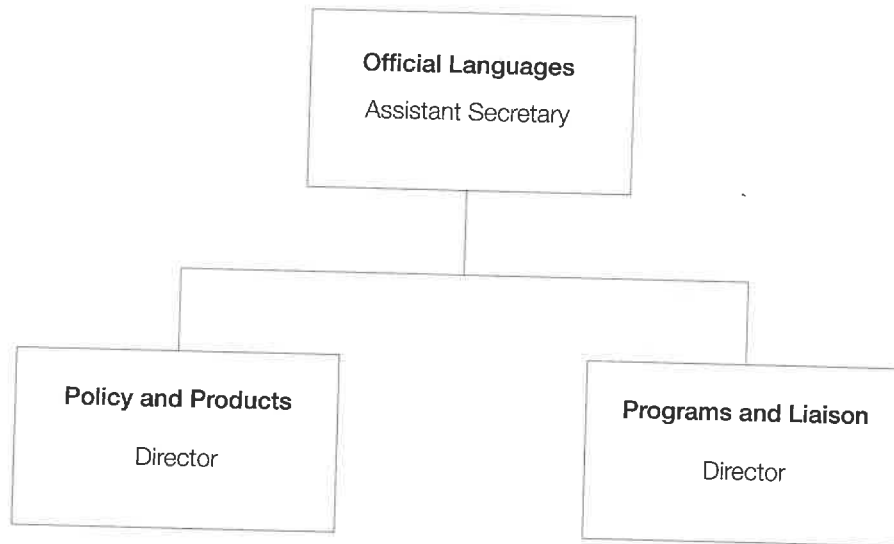 Official Languages
Assistant Secretary
Policy and Products
Director
Programs and Liaison
Director